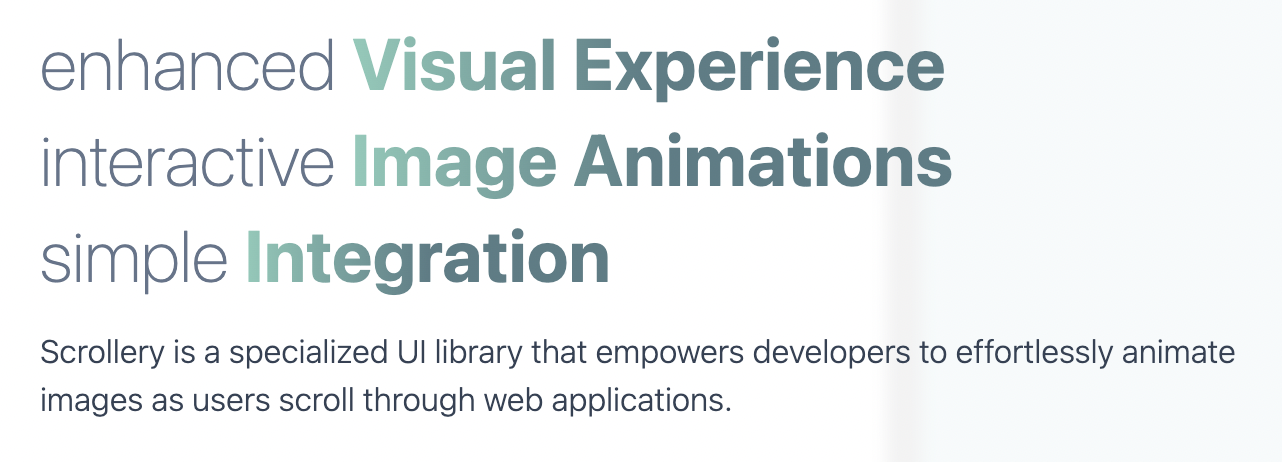 enhanced Visual Experience
interactive Image Animations
simple Integration
Scrollery is a specialized UI library that empowers developers to effortlessly animate
images as users scroll through web applications.